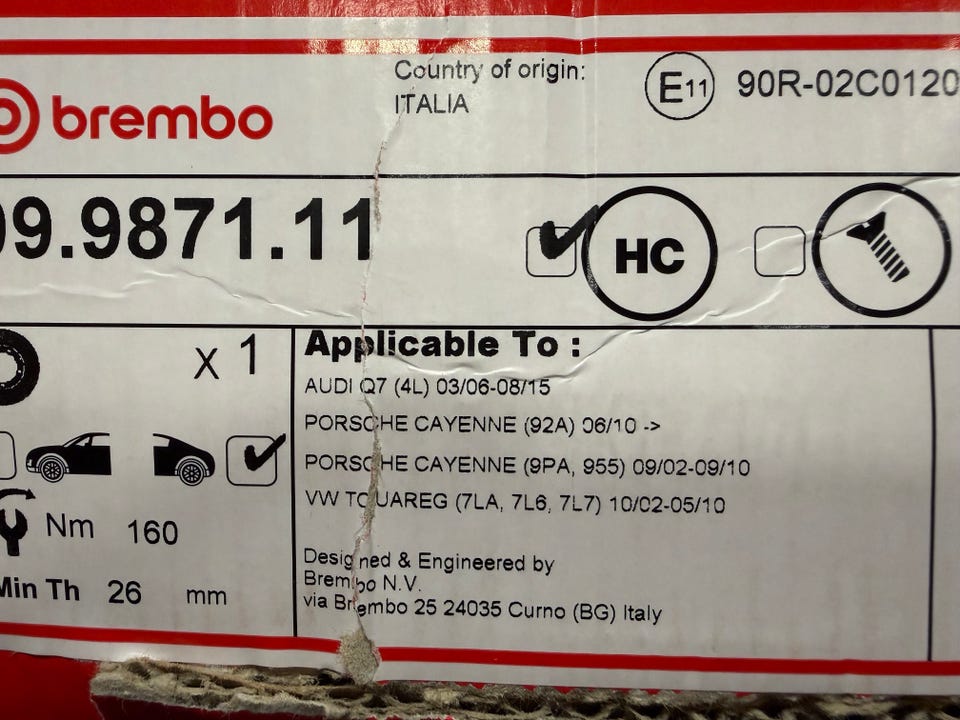 Country of origin:
ITALIA
E11 90R-02C0120
brembo
09.9871.11
HC
x 1
Applicable To :
AUDI Q7 (4L) 03/06-08/15
PORSCHE CAYENNE (92A) 06/10 ->
PORSCHE CAYENNE (9PA, 955) 09/02-09/10
VW TOUAREG (7LA, 7L6, 7L7) 10/02-05/10
Nm 160
Min Th 26 mm
Designed & Engineered by
Brembo N.V.
via Brembo 25 24035 Curno (BG) Italy